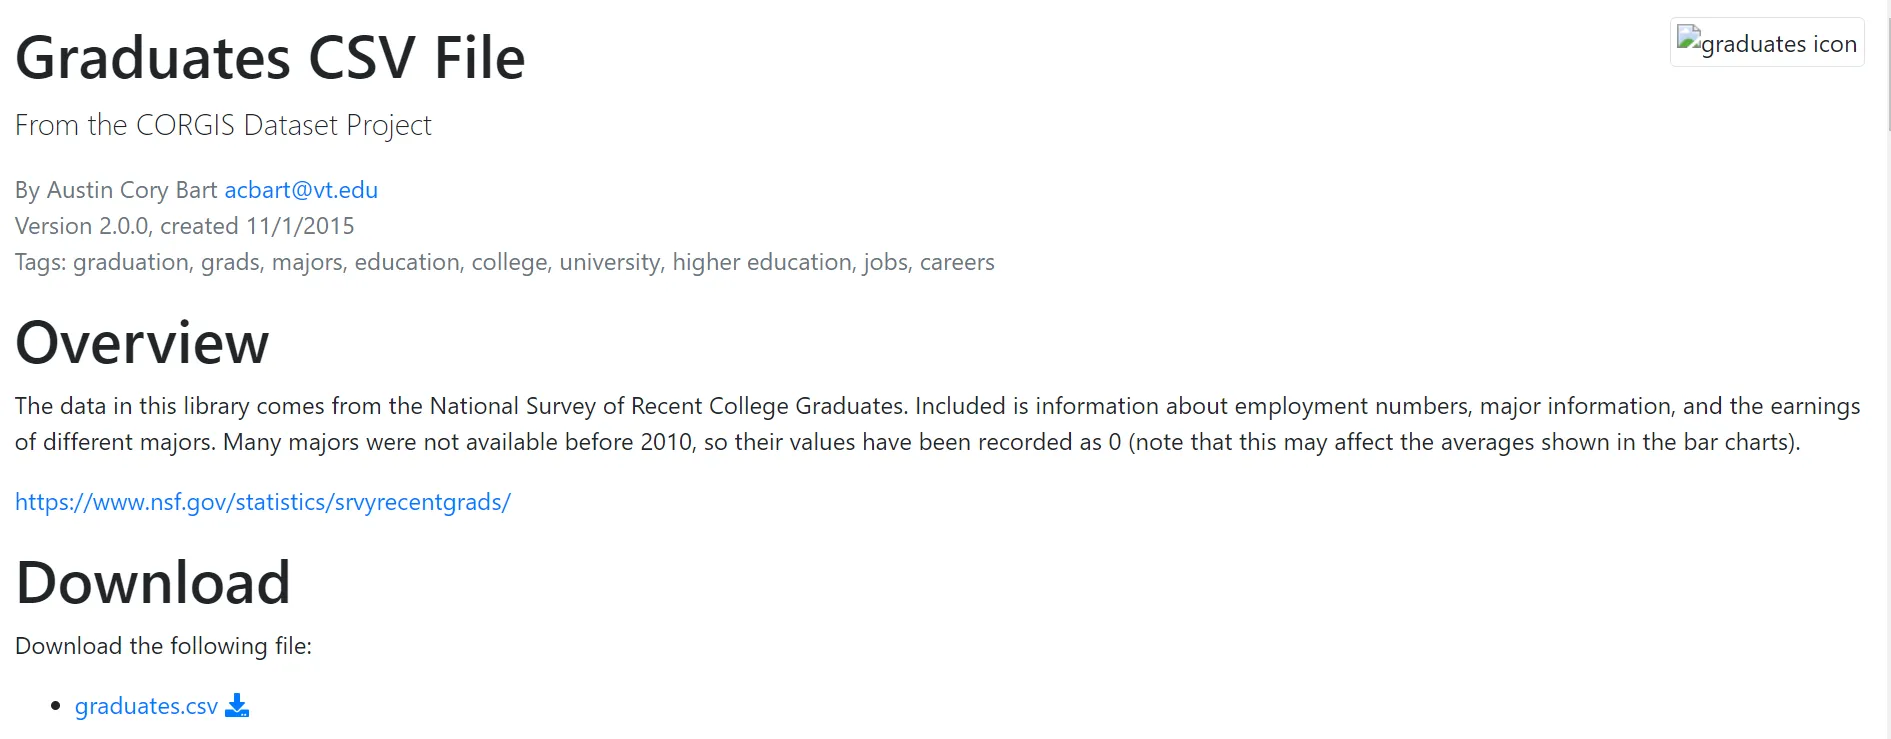 Graduates CSV File
graduates icon
From the CORGIS Dataset Project
By Austin Cory Bart acbart@vt.edu
Version 2.0.0, created 11/1/2015
Tags: graduation, grads, majors, education, college, university, higher education, jobs, careers
Overview
The data in this library comes from the National Survey of Recent College Graduates. Included is information about employment numbers, major information, and the earnings
of different majors. Many majors were not available before 2010, so their values have been recorded as 0 (note that this may affect the averages shown in the bar charts).
https://www.nsf.gov/statistics/srvyrecentgrads/
Download
Download the following file:
graduates.csv